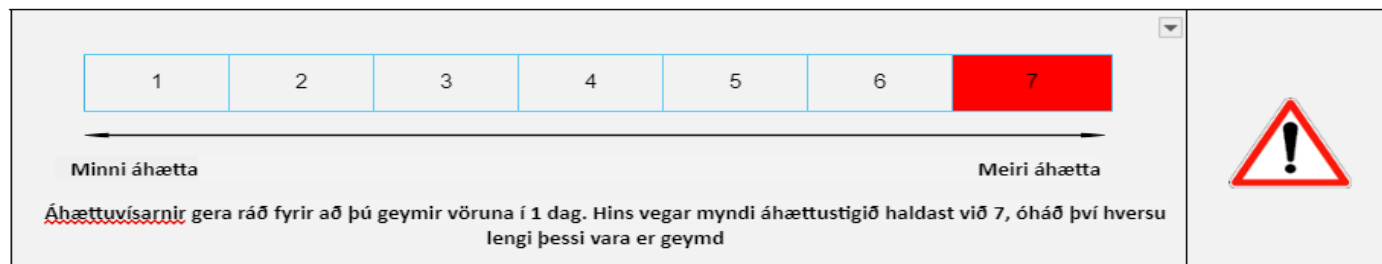 1 2 3 4 5 6 7
Minni áhætta Meiri áhætta
Áhættuvísarnir gera ráð fyrir að þú geymir vöruna í 1 dag. Hins vegar myndi áhættustigið haldast við 7, óháð því hversu
lengi þessi vara er geymd